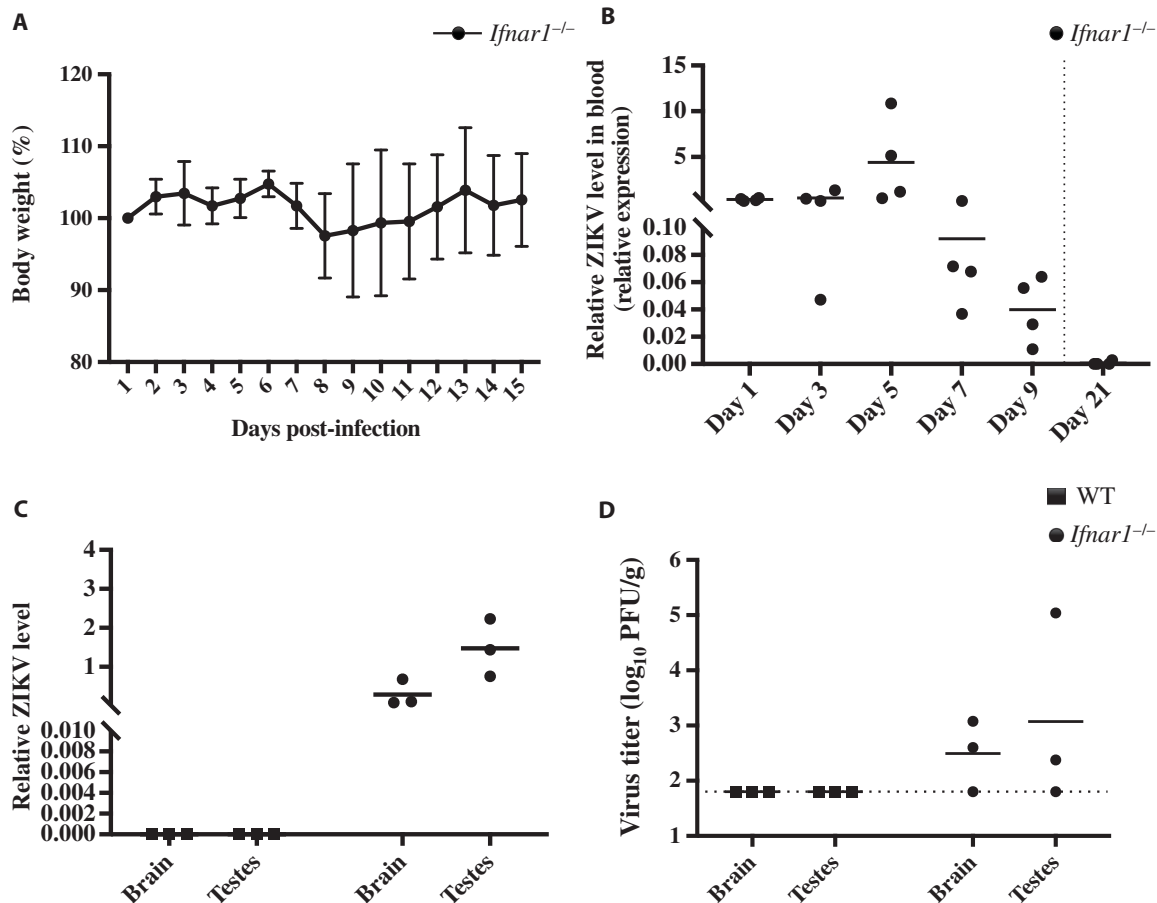 A
Ifnar1–/–
Body weight (%)
120
110
100
90
80
1 2 3 4 5 6 7 8 9 10 11 12 13 14 15
Days post-infection
B
Ifnar1–/–
Relative ZIKV level in blood
(relative expression)
15
10
5
0.10
0.08
0.06
0.04
0.02
0.00
Day 1 Day 3 Day 5 Day 7 Day 9 Day 21
C
Relative ZIKV level
4
3
2
1
0.010
0.008
0.006
0.004
0.002
0.000
Brain Testes Brain Testes
WT
Ifnar1–/–
D
Virus titer (log10 PFU/g)
6
5
4
3
2
1
Brain Testes Brain Testes